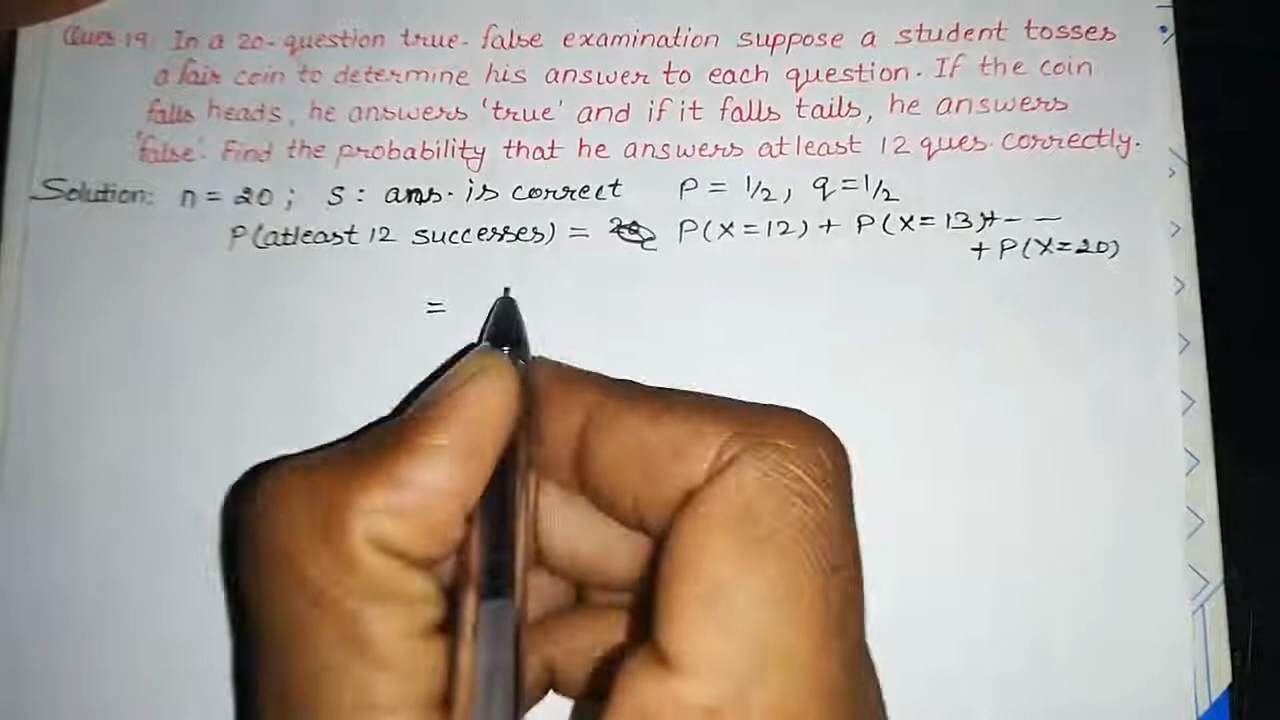 Ques 19. In a 20-question true-false examination suppose a student tosses
a fair coin to determine his answer to each question. If the coin
falls heads, he answers 'true' and if it falls tails, he answers
'false'. Find the probability that he answers atleast 12 ques. correctly.
Solution: n = 20 ; S : ans. is correct P = 1/2, q = 1/2
P(atleast 12 successes) = P(X=12) + P(X=13)+ - -
+ P(X=20)
=